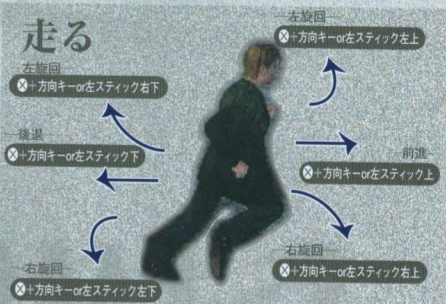 走る
左旋回
Ⓧ+方向キーor左スティック左上
左旋回
Ⓧ+方向キーor左スティック右下
後退
Ⓧ+方向キーor左スティック下
前進
Ⓧ+方向キーor左スティック上
右旋回
Ⓧ+方向キーor左スティック左下
右旋回
Ⓧ+方向キーor左スティック右上